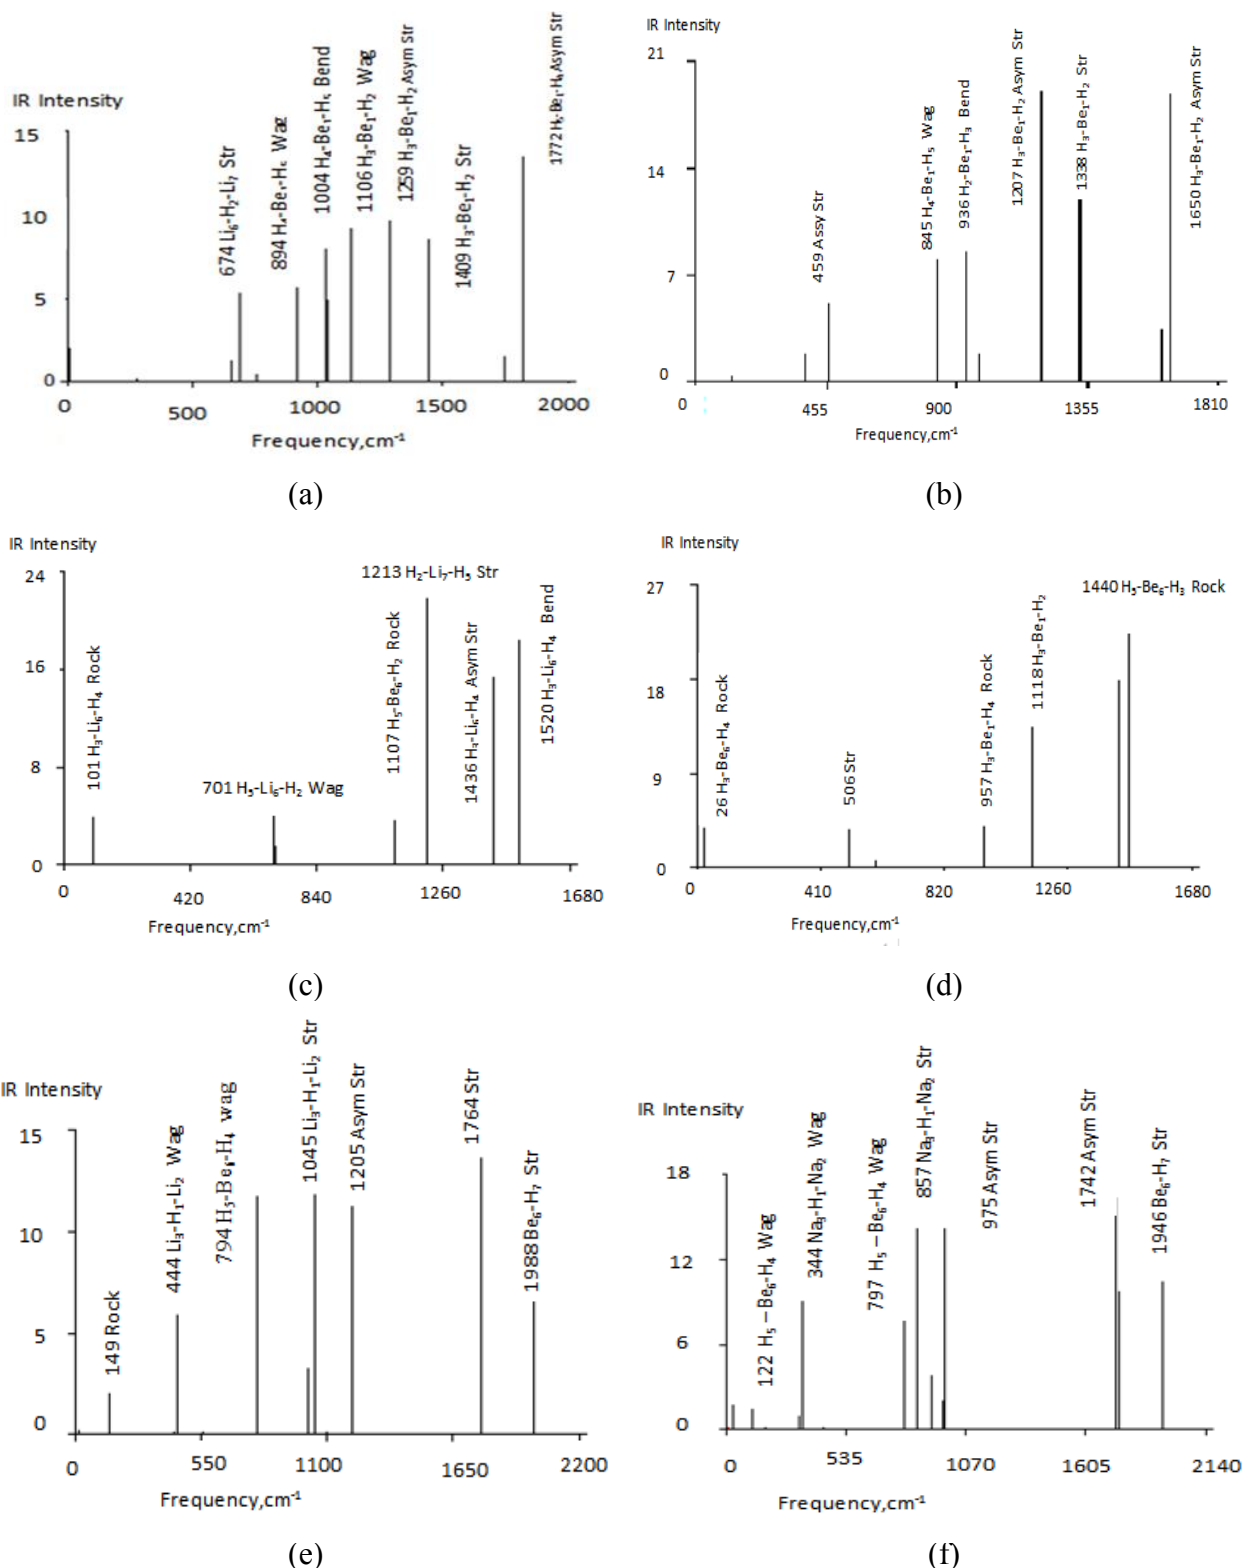 IR Intensity
15
10
5
0
674 Li₆-H₂-Li₇ Str
894 H₄-Be₁-H₅ Wag
1004 H₄-Be₁-H₅ Bend
1106 H₃-Be₁-H₂ Wag
1259 H₃-Be₁-H₂ Asym Str
1409 H₃-Be₁-H₂ Str
1772 H₅-Be₁-H₄ Asym Str
0
500
1000
1500
2000
Frequency,cm⁻¹
(a)
IR Intensity
21
14
7
0
459 Assy Str
845 H₄-Be₁-H₅ Wag
936 H₂-Be₁-H₃ Bend
1207 H₃-Be₁-H₂ Asym Str
1338 H₃-Be₁-H₂ Str
1650 H₃-Be₁-H₂ Asym Str
0
455
900
1355
1810
Frequency,cm⁻¹
(b)
IR Intensity
24
16
8
0
101 H₃-Li₆-H₄ Rock
701 H₅-Li₆-H₂ Wag
1107 H₅-Be₆-H₂ Rock
1213 H₂-Li₇-H₅ Str
1436 H₃-Li₆-H₄ Asym Str
1520 H₃-Li₆-H₄ Bend
0
420
840
1260
1680
Frequency,cm⁻¹
(c)
IR Intensity
27
18
9
0
26 H₃-Be₆-H₄ Rock
506 Str
957 H₃-Be₁-H₄ Rock
1118 H₃-Be₁-H₂
1440 H₅-Be₆-H₃ Rock
0
410
820
1260
1680
Frequency,cm⁻¹
(d)
IR Intensity
15
10
5
0
149 Rock
444 Li₃-H₁-Li₂ Wag
794 H₅-Be₆-H₄ wag
1045 Li₃-H₁-Li₂ Str
1205 Asym Str
1764 Str
1988 Be₆-H₇ Str
0
550
1100
1650
2200
Frequency,cm⁻¹
(e)
IR Intensity
18
12
6
0
122 H₅–Be₆-H₄ Wag
344 Na₃-H₁-Na₂ Wag
797 H₅–Be₆-H₄ Wag
857 Na₃-H₁-Na₂ Str
975 Asym Str
1742 Asym Str
1946 Be₆-H₇ Str
0
535
1070
1605
2140
Frequency,cm⁻¹
(f)